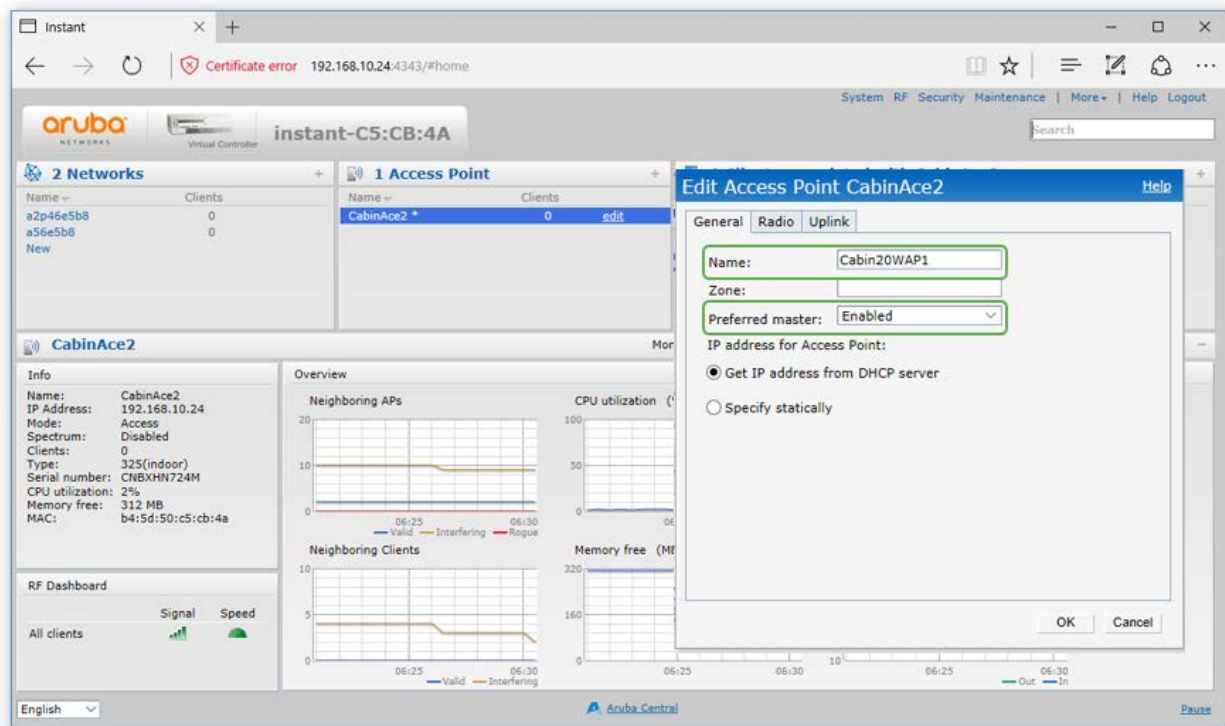 Instant
Certificate error 192.168.10.24:4343/#home
System RF Security Maintenance | More | Help Logout
aruba
NETWORKS
Virtual Controller
instant-C5:CB:4A
Search
2 Networks +
Name Clients
a2p46e5b8 0
a56e5b8 0
New
1 Access Point +
Name Clients
CabinAce2 * 0 edit
Edit Access Point CabinAce2 Help
General Radio Uplink
Name: Cabin20WAP1
Zone:
Preferred master: Enabled
IP address for Access Point:
Get IP address from DHCP server
Specify statically
OK Cancel
CabinAce2
Info
Name: CabinAce2
IP Address: 192.168.10.24
Mode: Access
Spectrum: Disabled
Clients: 0
Type: 325(indoor)
Serial number: CNBXHN724M
CPU utilization: 2%
Memory free: 312 MB
MAC: b4:5d:50:c5:cb:4a
RF Dashboard
Signal Speed
All clients
Overview
Neighboring APs
20
10
0
06:25 06:30
Valid Interfering Rogue
CPU utilization
100
50
0
Neighboring Clients
10
5
0
06:25 06:30
Valid Interfering
Memory free
320
160
0
06:25 06:30
10
06:25 06:30
Out In
English
Aruba Central
Pause